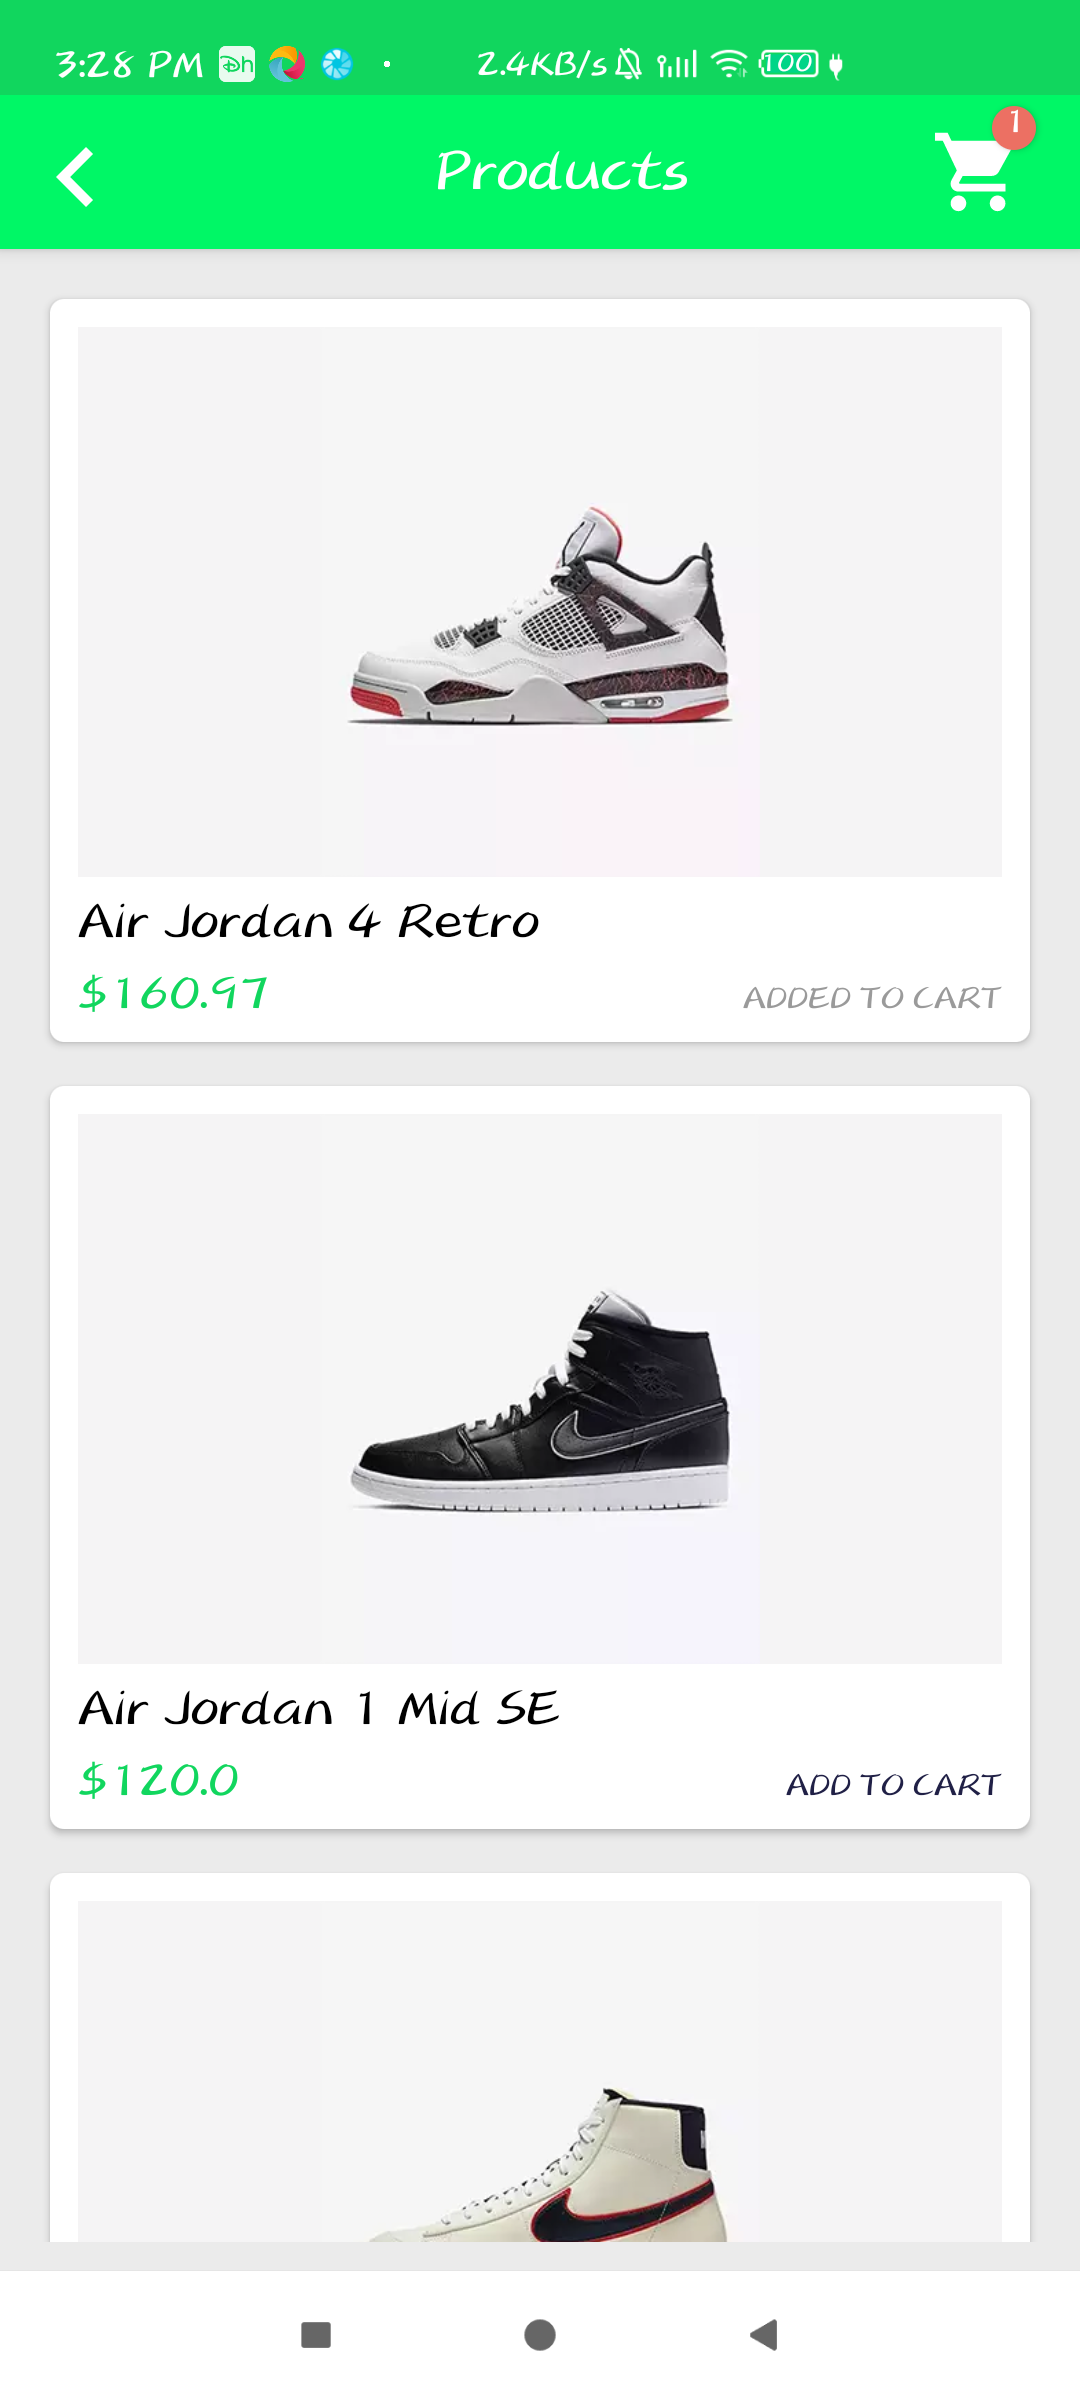 3:28 PM Dh 2.4KB/s 100
Products
1
Air Jordan 4 Retro
$160.97
ADDED TO CART
Air Jordan 1 Mid SE
$120.0
ADD TO CART